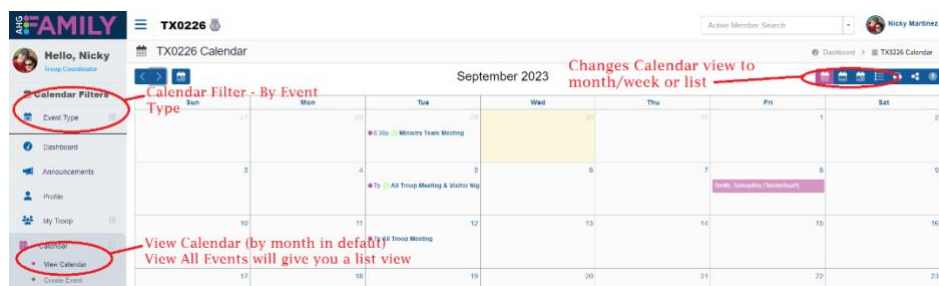 AHG FAMILY
TX0226
Active Member Search
Nicky Martinez
Hello, Nicky
Troop Coordinator
TX0226 Calendar
Dashboard > TX0226 Calendar
Calendar Filters
Event Type
Dashboard
Announcements
Profile
My Troop
Calendar
View Calendar
Create Event
September 2023
Changes Calendar view to
month/week or list
Calendar Filter - By Event
Type
View Calendar (by month in defaut)
View All Events will give you a list view
Sun Mon Tue Wed Thu Fri Sat
27 28 29 30 31 1 2
6:30p Ministry Team Meeting
3 4 5 6 7 8 9
7p All Troop Meeting & Visitor Nig
Smith, Samantha (Tenderheart)
10 11 12 13 14 15 16
7p All Troop Meeting
17 18 19 20 21 22 23